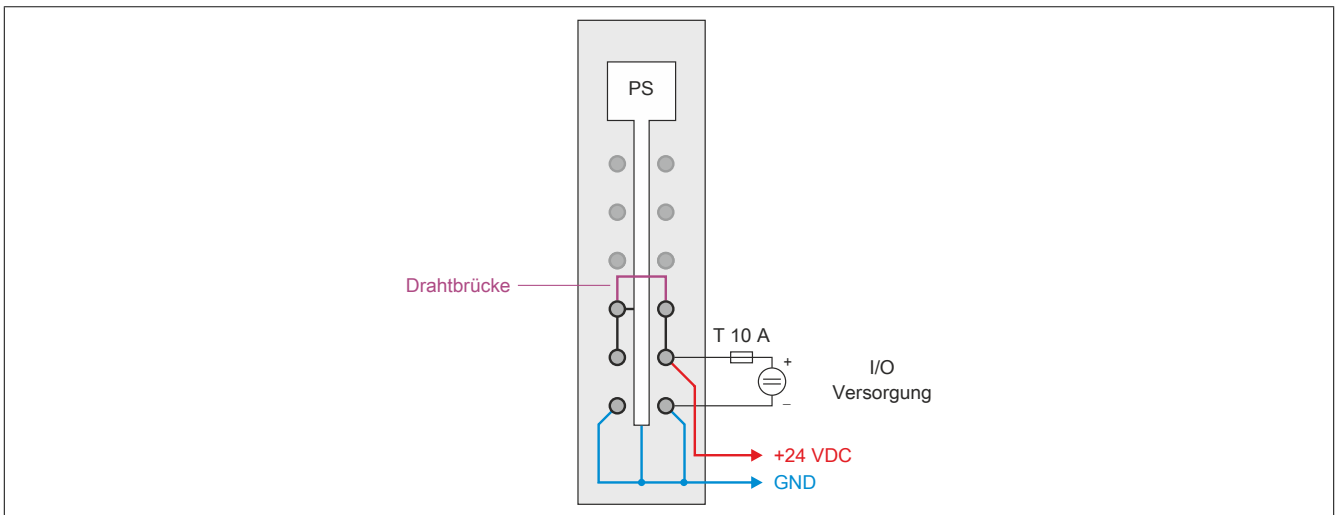 PS
Drahtbrücke
T 10 A
+
I/O
Versorgung
–
+24 VDC
GND